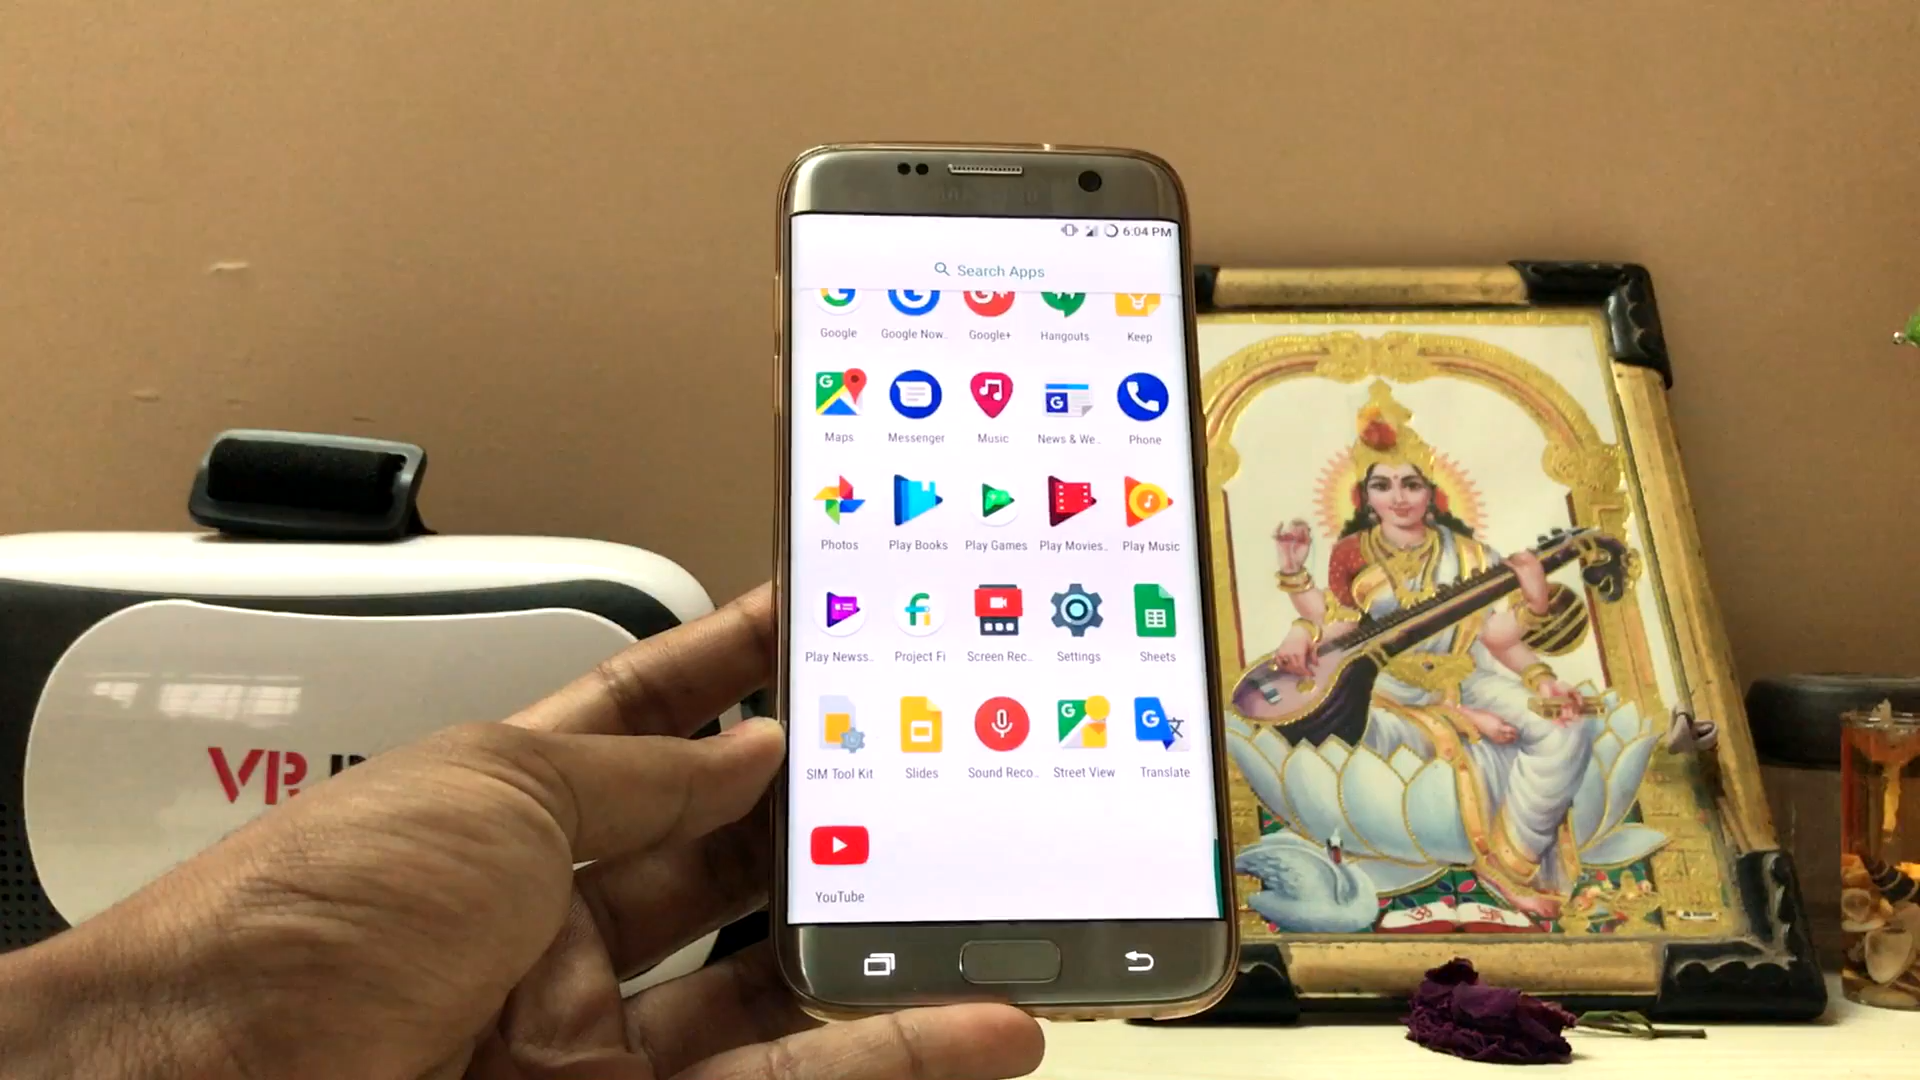 SAMSUNG
6:04 PM
Search Apps
Google Google Now.. Google+ Hangouts Keep
Maps Messenger Music News & We.. Phone
Photos Play Books Play Games Play Movies.. Play Music
Play Newss.. Project Fi Screen Rec.. Settings Sheets
SIM Tool Kit Slides Sound Reco.. Street View Translate
YouTube
VR